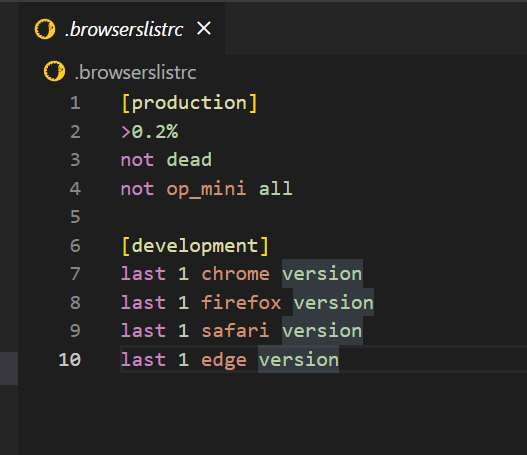 .browserslistrc
.browserslistrc
1 [production]
2 >0.2%
3 not dead
4 not op_mini all
5
6 [development]
7 last 1 chrome version
8 last 1 firefox version
9 last 1 safari version
10 last 1 edge version